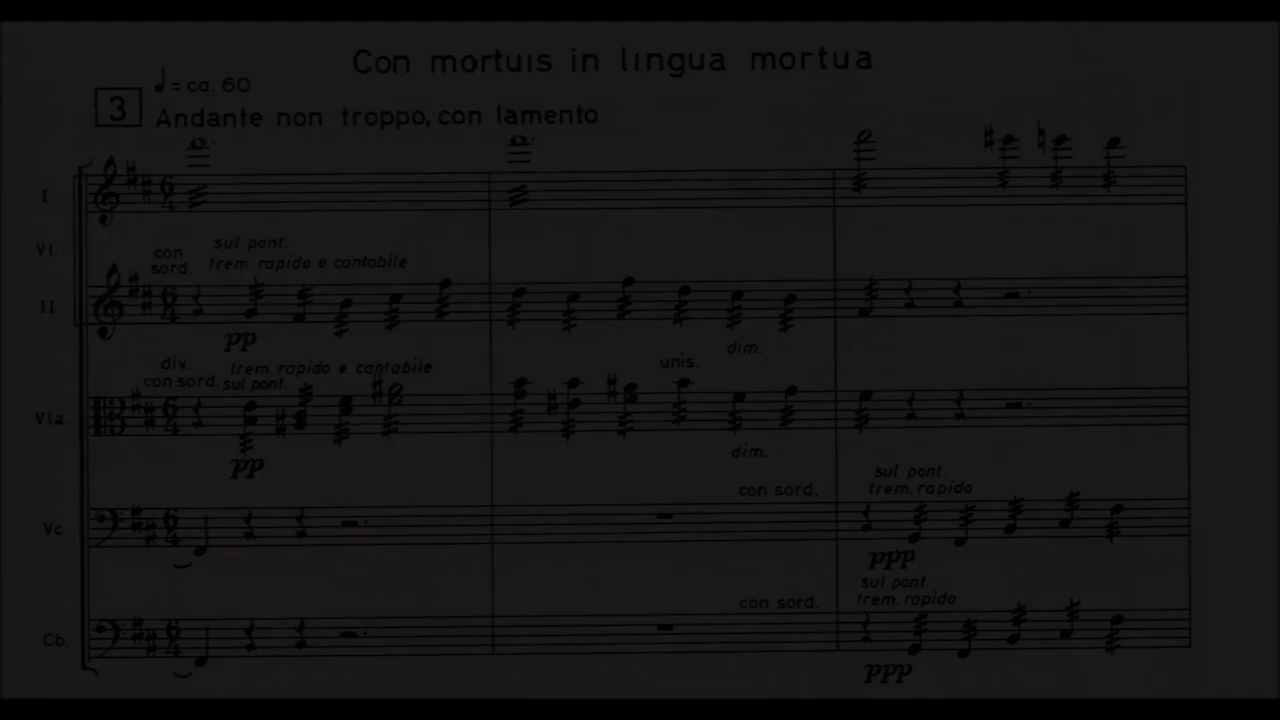 Con mortuis in lingua mortua
♩= ca. 60
3
Andante non troppo, con lamento
I
Vl.
con sord.
sul pont.
trem. rapido e cantabile
II
pp
dim.
div.
con sord.
trem. rapido e cantabile
sul pont.
unis.
Vla.
pp
dim.
con sord.
sul pont.
trem. rapido
Vc
ppp
con sord.
sul pont
trem. rapido
Cb.
ppp